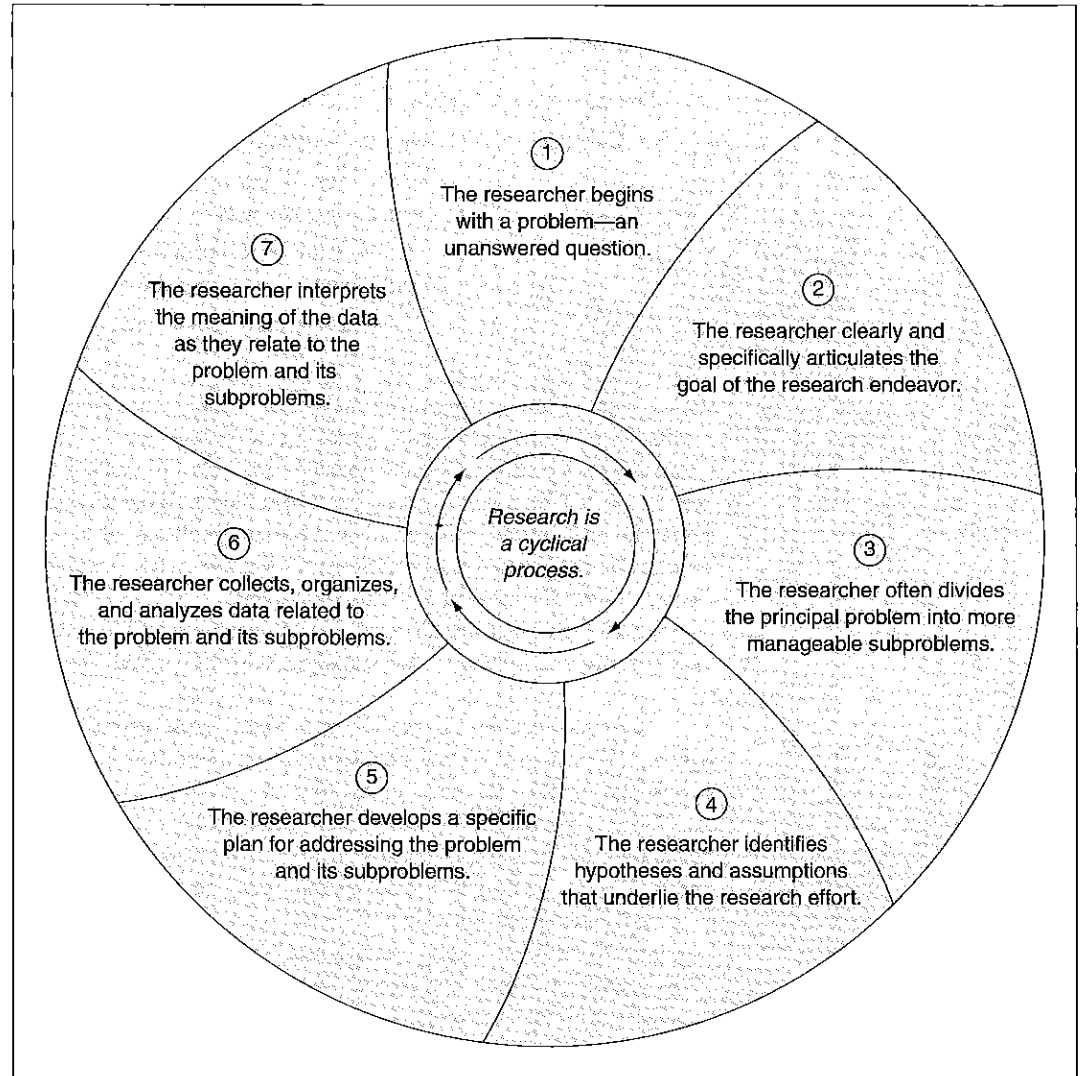 1
The researcher begins
with a problem—an
unanswered question.
2
The researcher clearly and
specifically articulates the
goal of the research endeavor.
3
The researcher often divides
the principal problem into more
manageable subproblems.
4
The researcher identifies
hypotheses and assumptions
that underlie the research effort.
5
The researcher develops a specific
plan for addressing the problem
and its subproblems.
6
The researcher collects, organizes,
and analyzes data related to
the problem and its subproblems.
7
The researcher interprets
the meaning of the data
as they relate to the
problem and its
subproblems.
Research is
a cyclical
process.